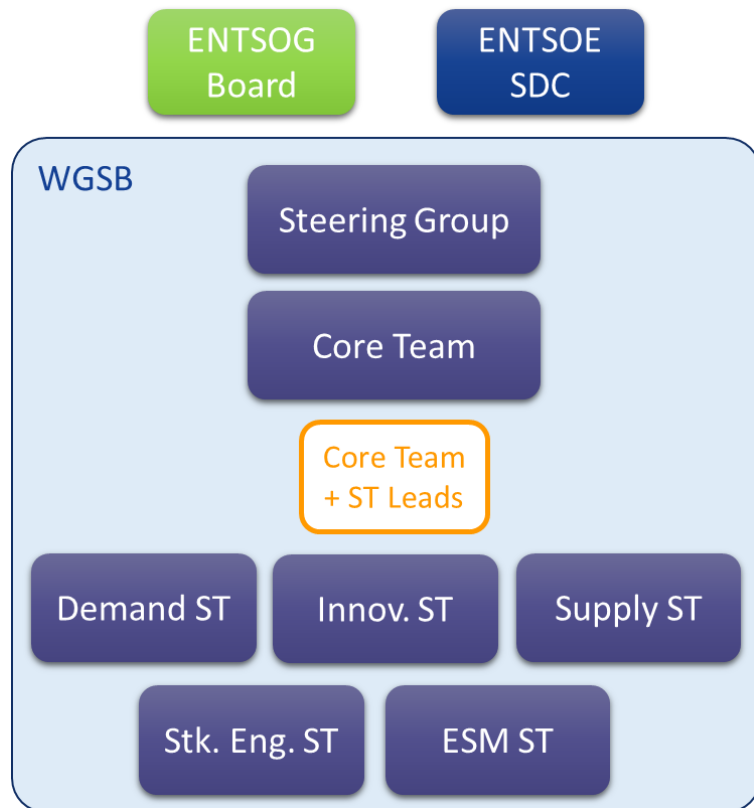 ENTSOG
Board
ENTSOE
SDC
WGSB
Steering Group
Core Team
Core Team
+ ST Leads
Demand ST
Innov. ST
Supply ST
Stk. Eng. ST
ESM ST